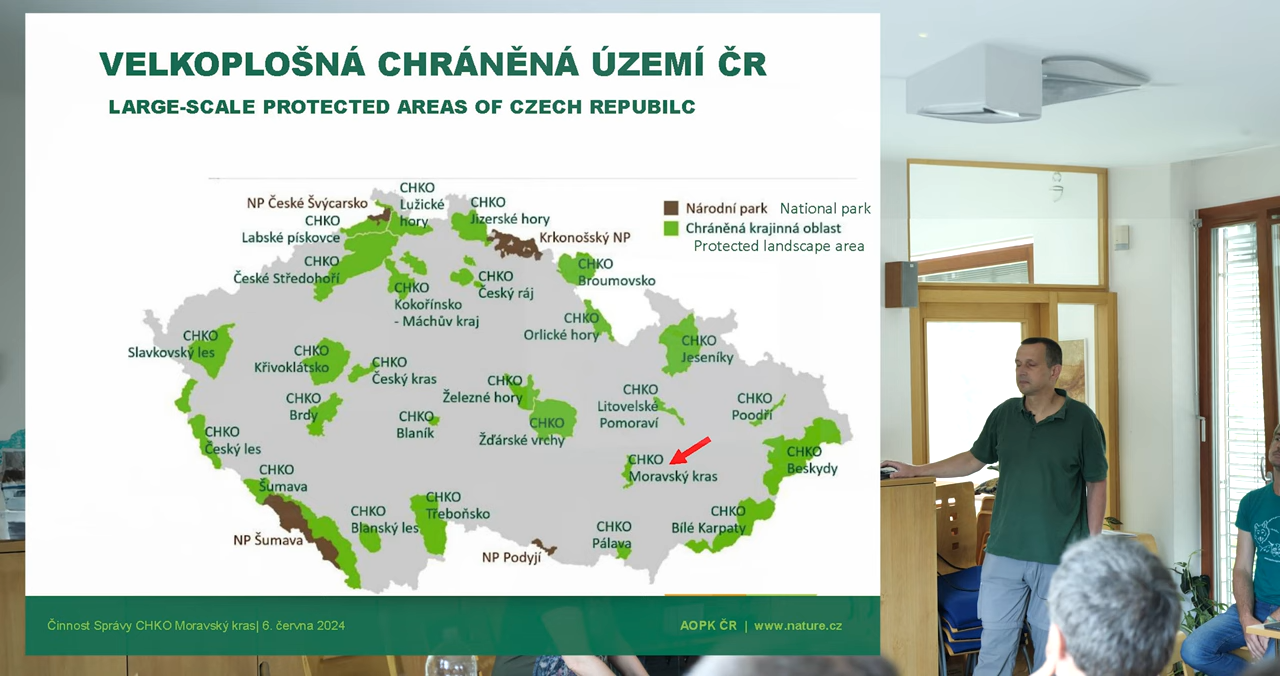 VELKOPLOŠNÁ CHRÁNĚNÁ ÚZEMÍ ČR
LARGE-SCALE PROTECTED AREAS OF CZECH REPUBILC
Národní park National park
Chráněná krajinná oblast
Protected landscape area
NP České Švýcarsko
CHKO
Lužické
hory
CHKO
Labské pískovce
CHKO
Jizerské hory
Krkonošský NP
CHKO
České Středohoří
CHKO
Kokořínsko
- Máchův kraj
CHKO
Český ráj
CHKO
Broumovsko
CHKO
Orlické hory
CHKO
Slavkovský les
CHKO
Křivoklátsko
CHKO
Český kras
CHKO
Jeseníky
CHKO
Brdy
CHKO
Blaník
CHKO
Železné hory
CHKO
Žďárské vrchy
CHKO
Litovelské
Pomoraví
CHKO
Poodří
CHKO
Český les
CHKO
Moravský kras
CHKO
Beskydy
CHKO
Šumava
NP Šumava
CHKO
Blanský les
CHKO
Třeboňsko
NP Podyjí
CHKO
Pálava
CHKO
Bílé Karpaty
Činnost Správy CHKO Moravský kras| 6. června 2024
AOPK ČR | www.nature.cz